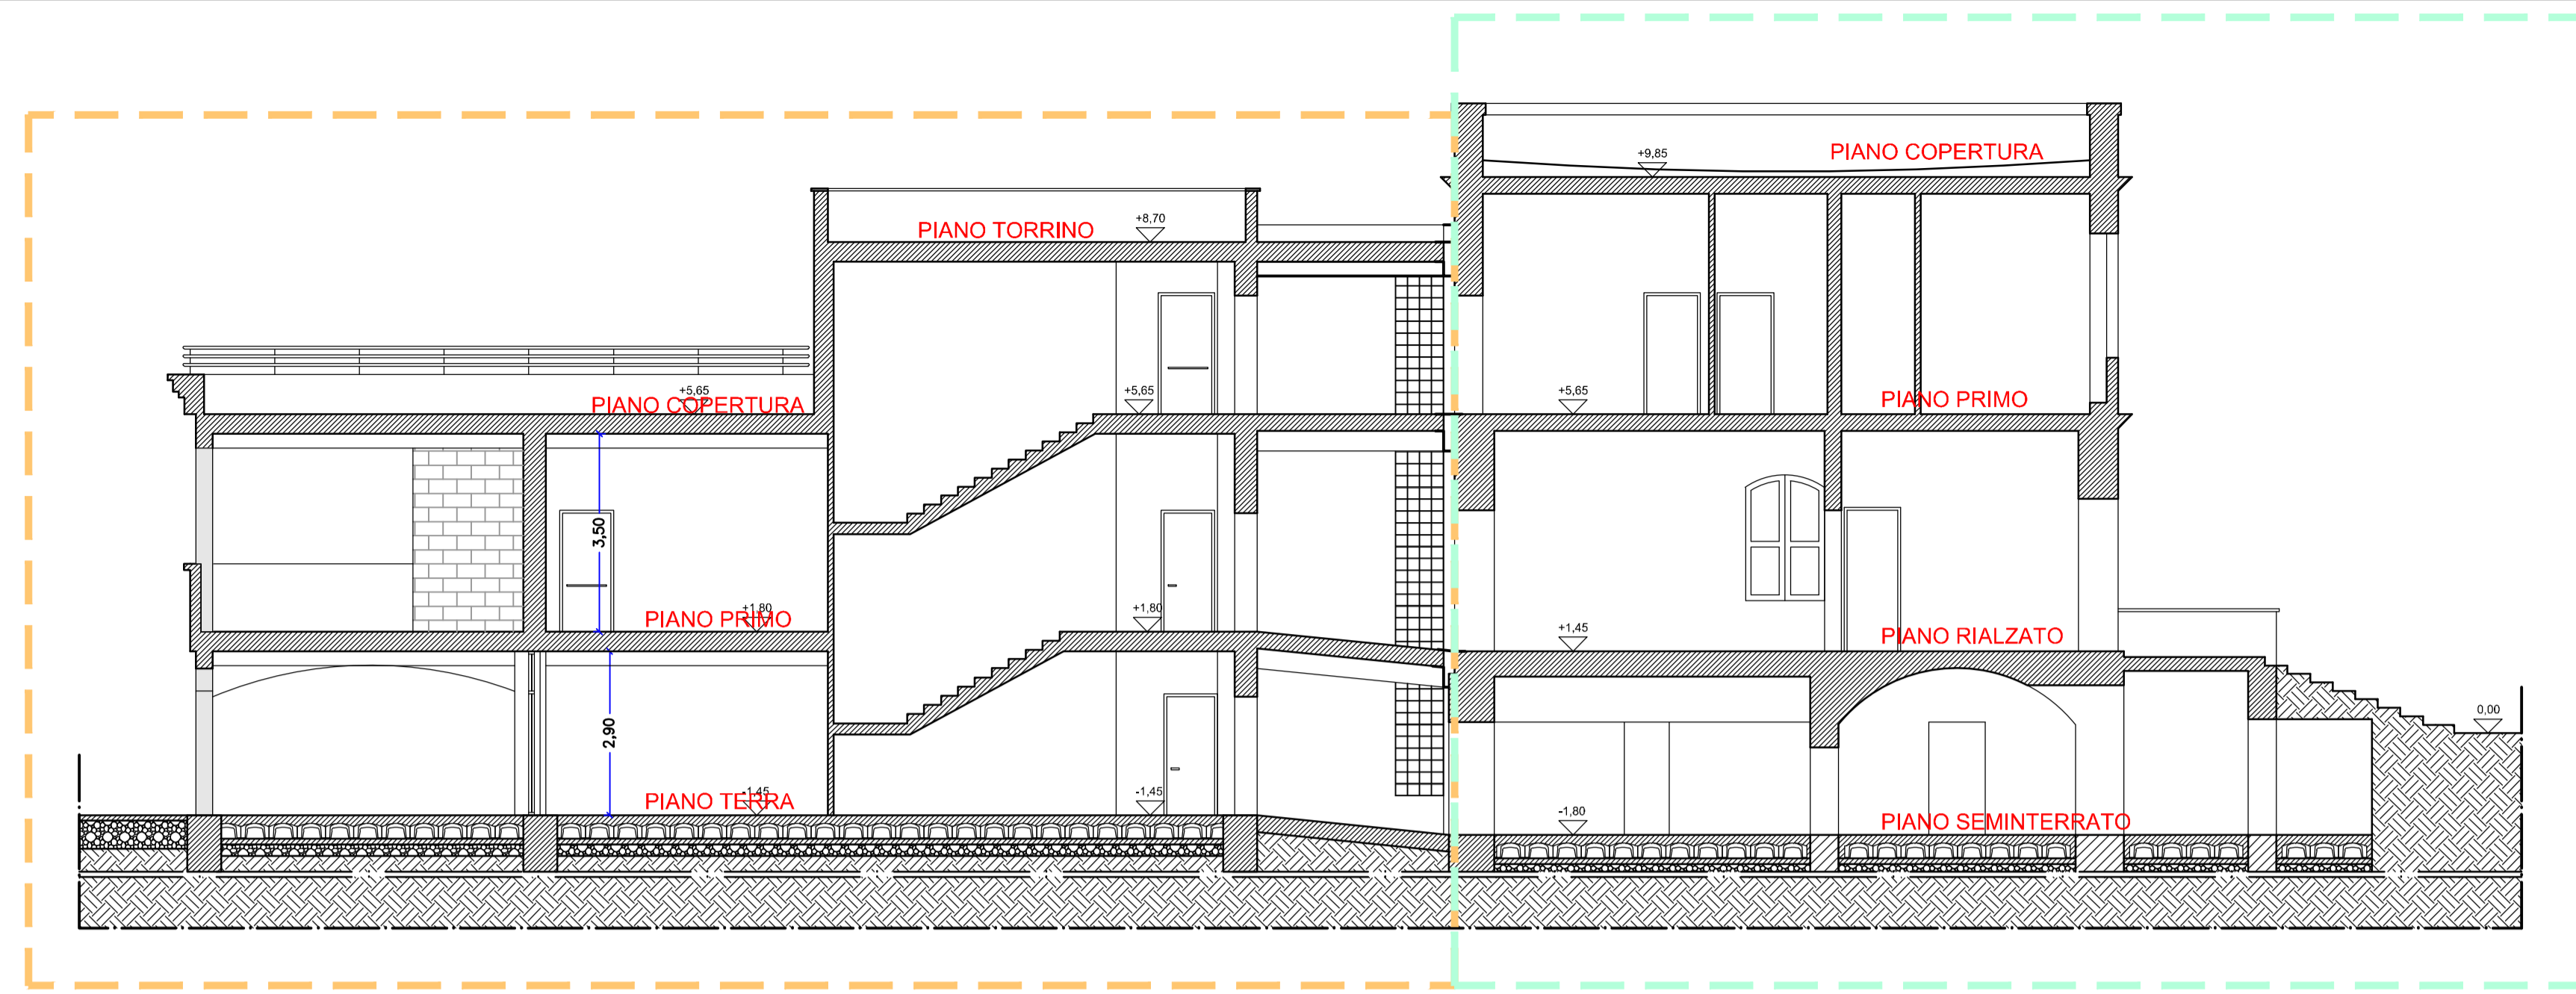 +9,85
PIANO COPERTURA
+8,70
PIANO TORRINO
+5,65
PIANO COPERTURA
+5,65
+5,65
PIANO PRIMO
3,50
+1,80
PIANO PRIMO
+1,80
+1,45
PIANO RIALZATO
0,00
2,90
-1,45
PIANO TERRA
-1,45
-1,80
PIANO SEMINTERRATO